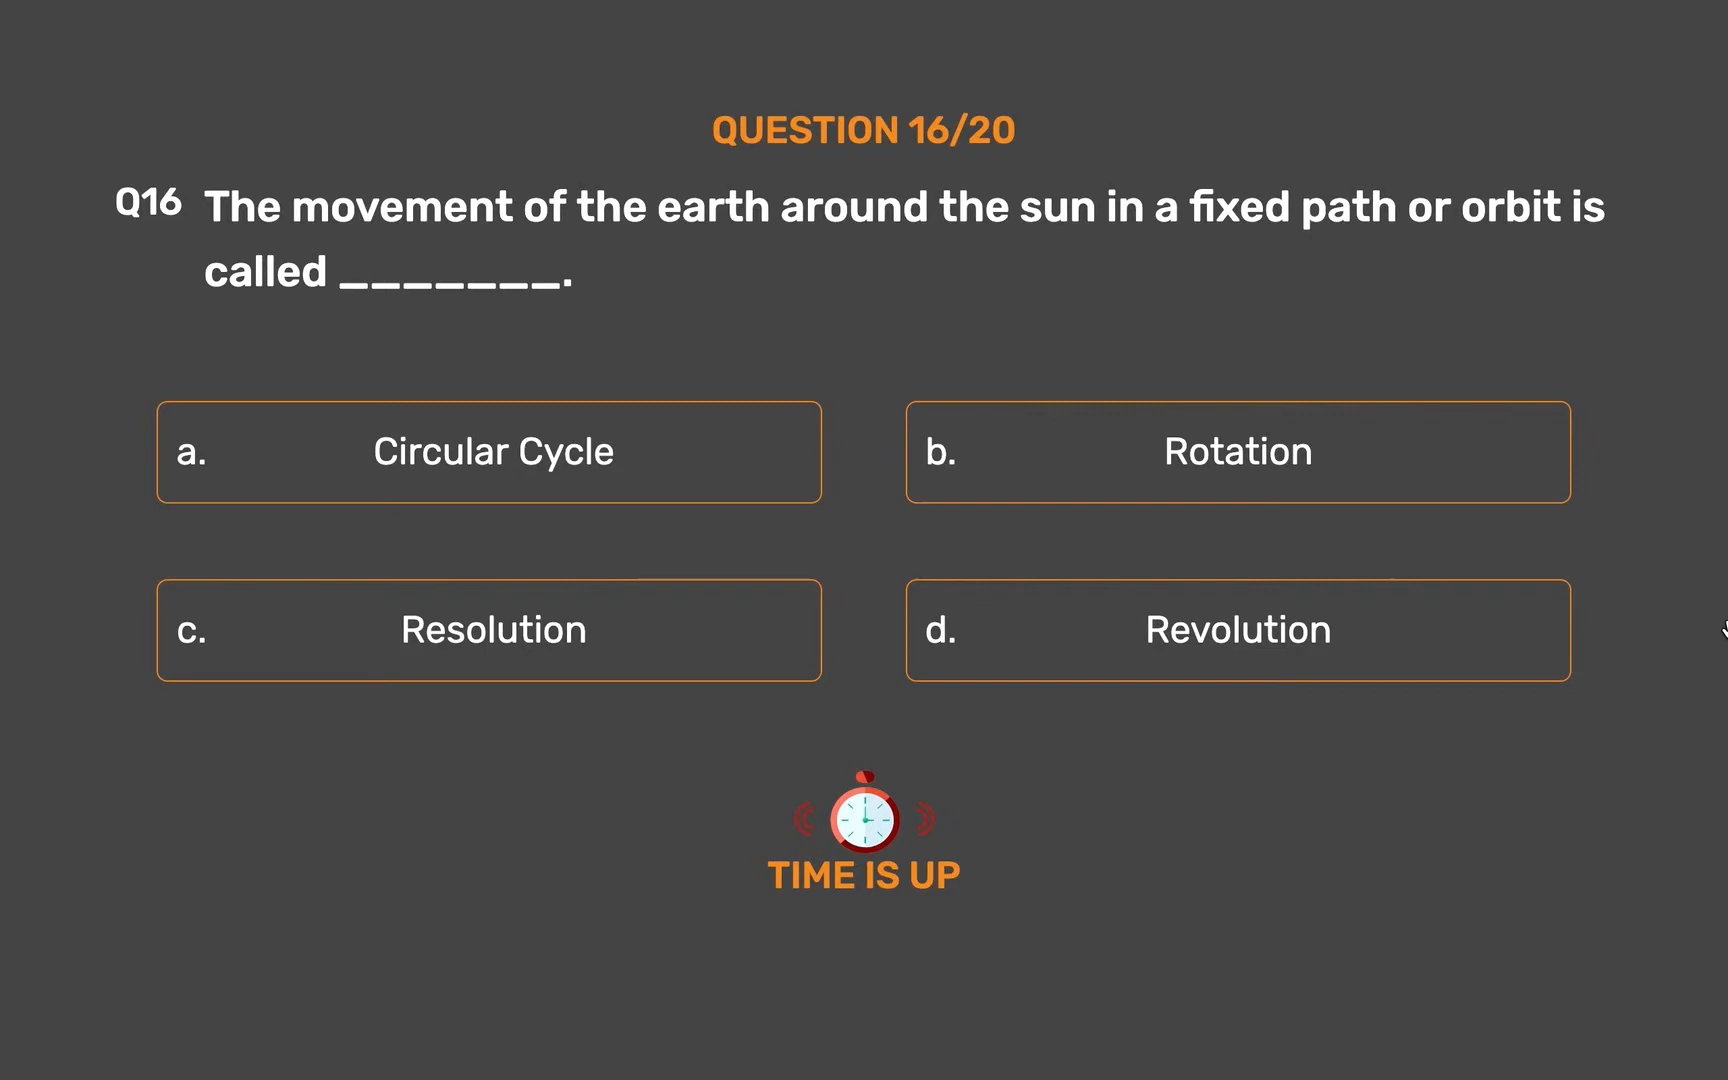 QUESTION 16/20
Q16 The movement of the earth around the sun in a fixed path or orbit is
called _______.
a. Circular Cycle
b. Rotation
c. Resolution
d. Revolution
TIME IS UP